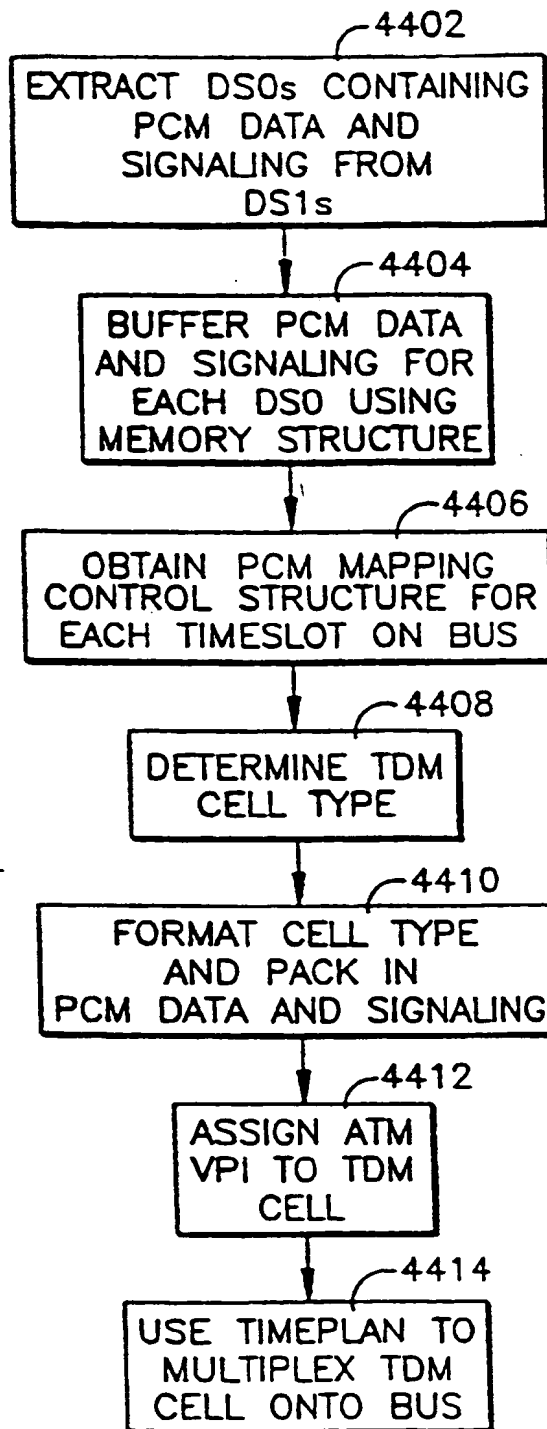 4402
EXTRACT DS0s CONTAINING
PCM DATA AND
SIGNALING FROM
DS1s
4404
BUFFER PCM DATA
AND SIGNALING FOR
EACH DS0 USING
MEMORY STRUCTURE
4406
OBTAIN PCM MAPPING
CONTROL STRUCTURE FOR
EACH TIMESLOT ON BUS
4408
DETERMINE TDM
CELL TYPE
4410
FORMAT CELL TYPE
AND PACK IN
PCM DATA AND SIGNALING
4412
ASSIGN ATM
VPI TO TDM
CELL
4414
USE TIMEPLAN TO
MULTIPLEX TDM
CELL ONTO BUS